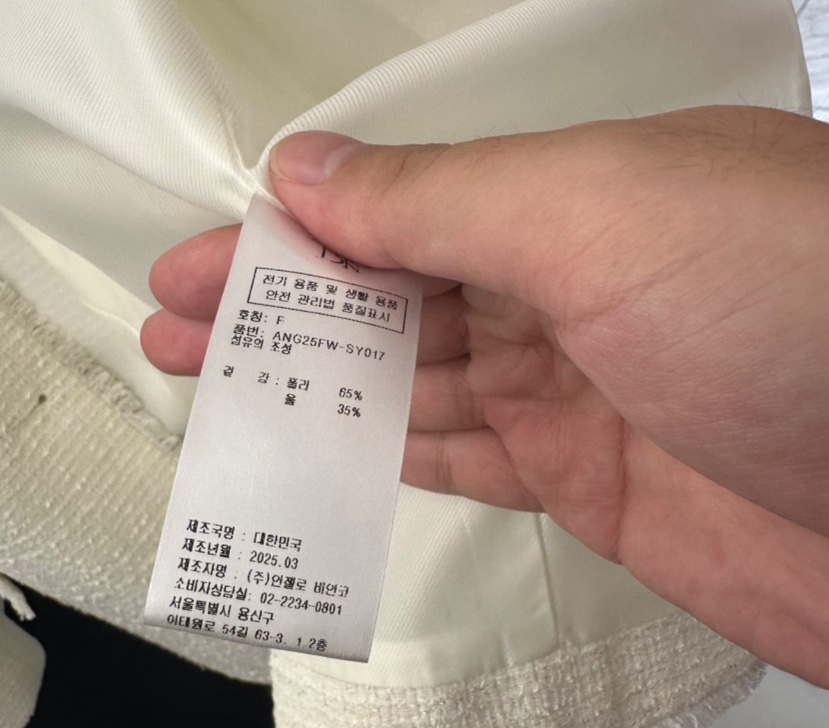 전기 용품 및 생활 용품
안전 관리법 품질표시
호칭: F
품번: ANG25FW-SY017
섬유의 조성
겉 감 : 폴리 65%
울 35%
제조국명 : 대한민국
제조년월 : 2025.03
제조자명 : (주)안젤로 비안코
소비자상담실: 02-2234-0801
서울특별시 용산구
이태원로 54길 63-3. 1 2층